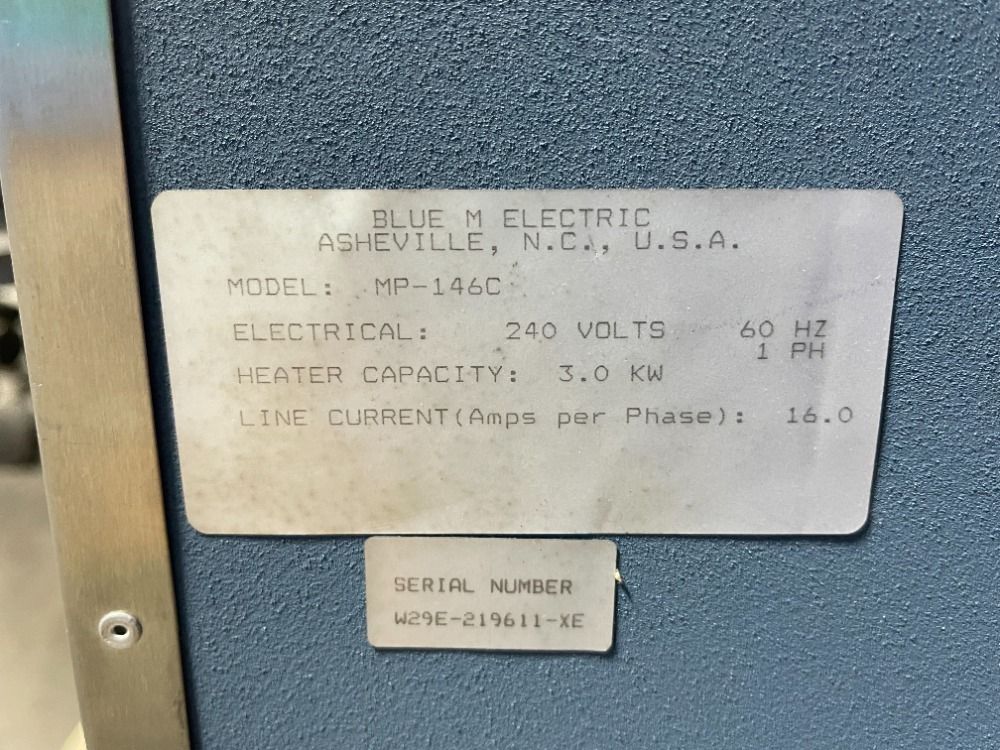 BLUE M ELECTRIC
ASHEVILLE, N.C., U.S.A.
MODEL: MP-146C
ELECTRICAL: 240 VOLTS 60 HZ
1 PH
HEATER CAPACITY: 3.0 KW
LINE CURRENT(Amps per Phase): 16.0
SERIAL NUMBER
W29E-219611-XE